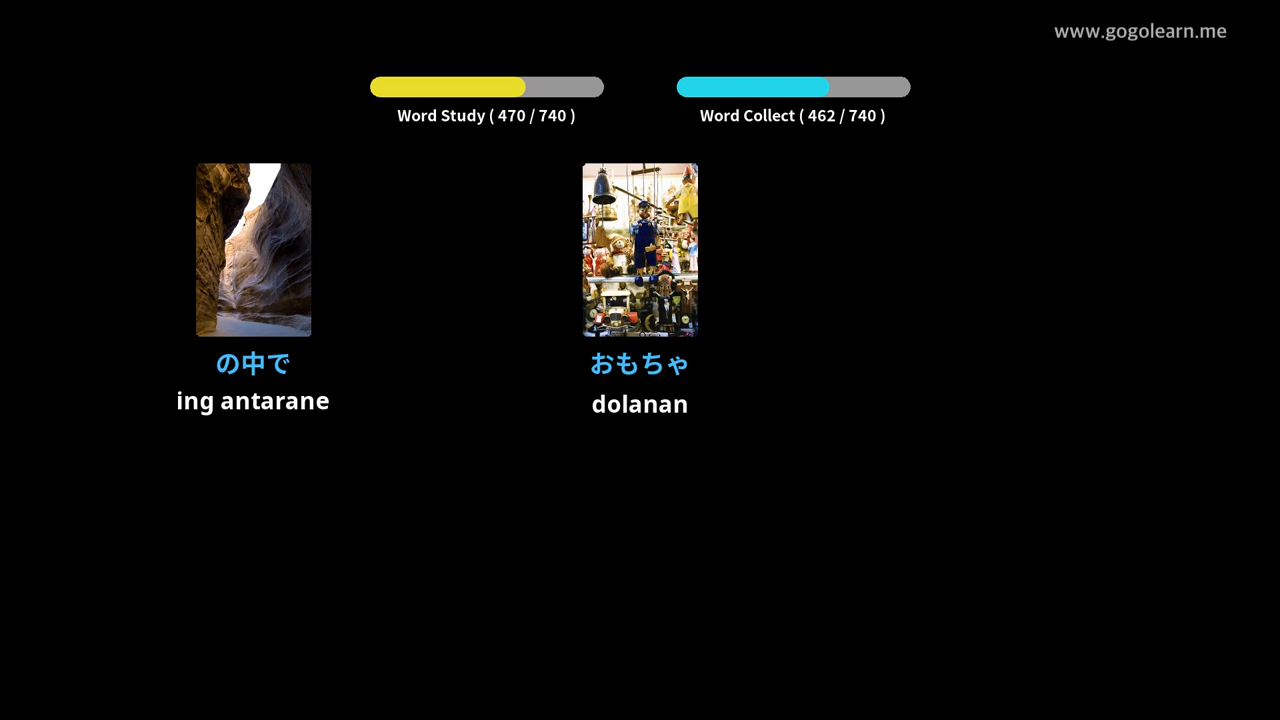 www.gogolearn.me
Word Study ( 470 / 740 )
Word Collect ( 462 / 740 )
の中で
ing antarane
おもちゃ
dolanan